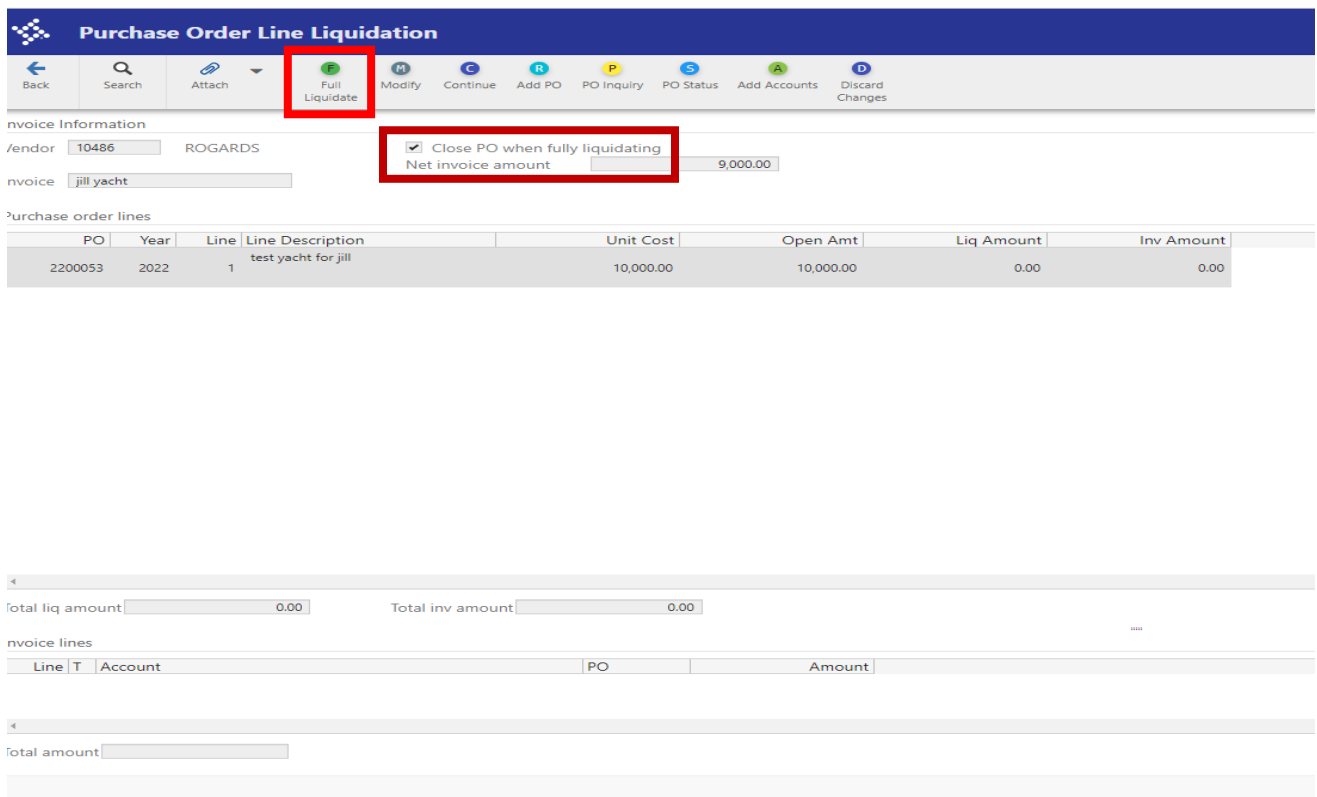 Purchase Order Line Liquidation
Back Search Attach Full Liquidate Modify Continue Add PO PO Inquiry PO Status Add Accounts Discard Changes
F M C R P S A D
nvoice Information
Vendor 10486 ROGARDS Close PO when fully liquidating
Net invoice amount 9,000.00
nvoice jill yacht
Purchase order lines
PO Year Line Line Description Unit Cost Open Amt Liq Amount Inv Amount
2200053 2022 1 test yacht for jill 10,000.00 10,000.00 0.00 0.00
Total liq amount 0.00 Total inv amount 0.00
nvoice lines
Line T Account PO Amount
Total amount